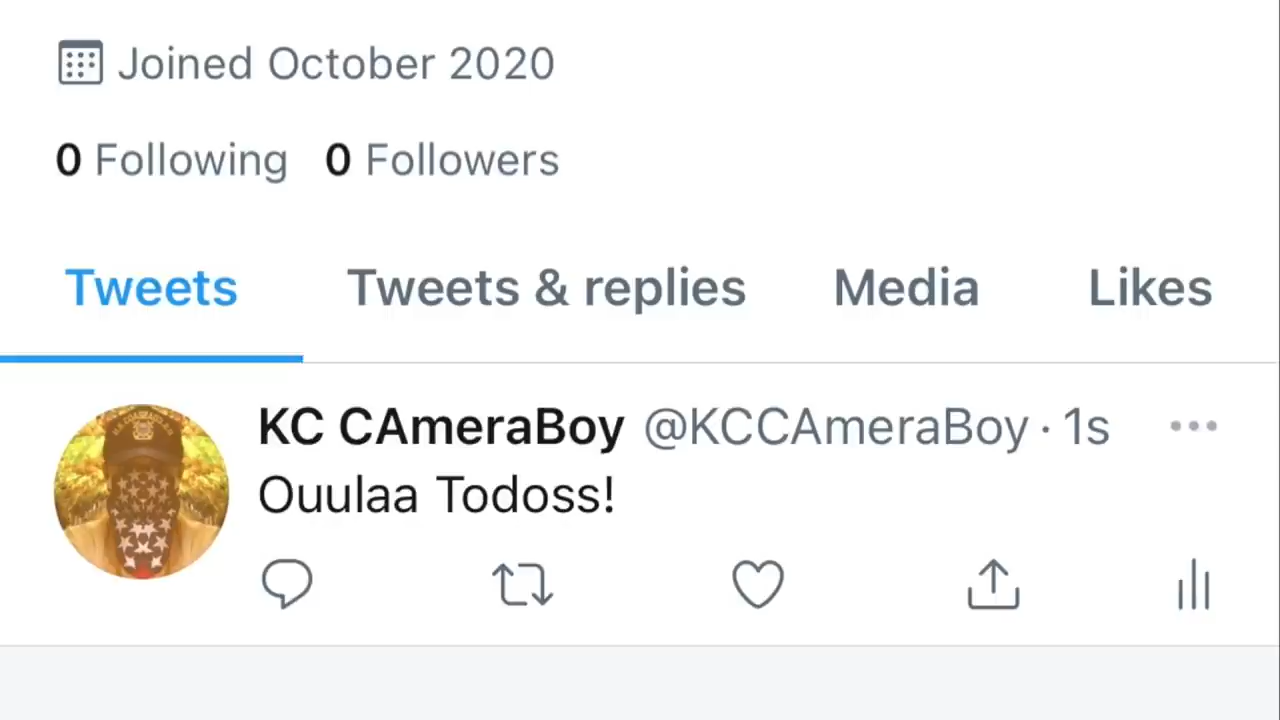 Joined October 2020
0 Following 0 Followers
Tweets Tweets & replies Media Likes
KC CAmeraBoy @KCCAmeraBoy · 1s
Ouulaa Todoss!